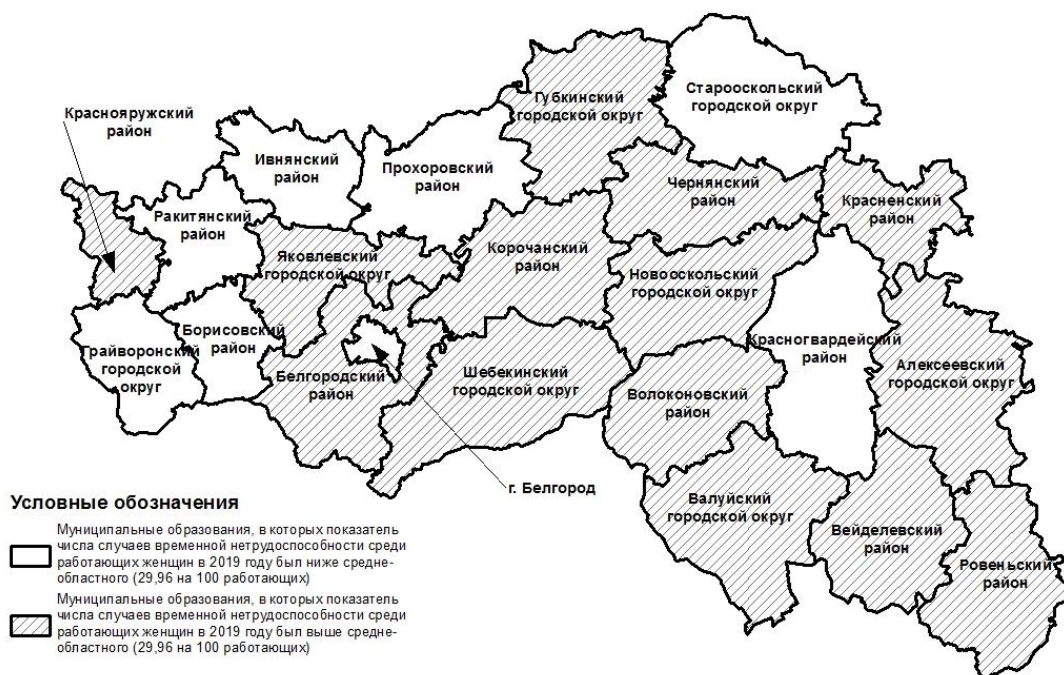 Краснояружский
район
Ивнянский
район
Прохоровский
район
Губкинский
городской округ
Старооскольский
городской округ
Ракитянский
район
Яковлевский
городской округ
Корочанский
район
Чернянский
район
Красненский
район
Новооскольский
городской округ
Грайворонский
городской
округ
Борисовский
район
Белгородский
район
Шебекинский
городской округ
Волоконовский
район
Красногвардейский
район
Алексеевский
городской округ
г. Белгород
Валуйский
городской округ
Вейделевский
район
Ровеньский
район
Условные обозначения
Муниципальные образования, в которых показатель
числа случаев временной нетрудоспособности среди
работающих женщин в 2019 году был ниже средне-
областного (29,96 на 100 работающих)
Муниципальные образования, в которых показатель
числа случаев временной нетрудоспособности среди
работающих женщин в 2019 году был выше средне-
областного (29,96 на 100 работающих)